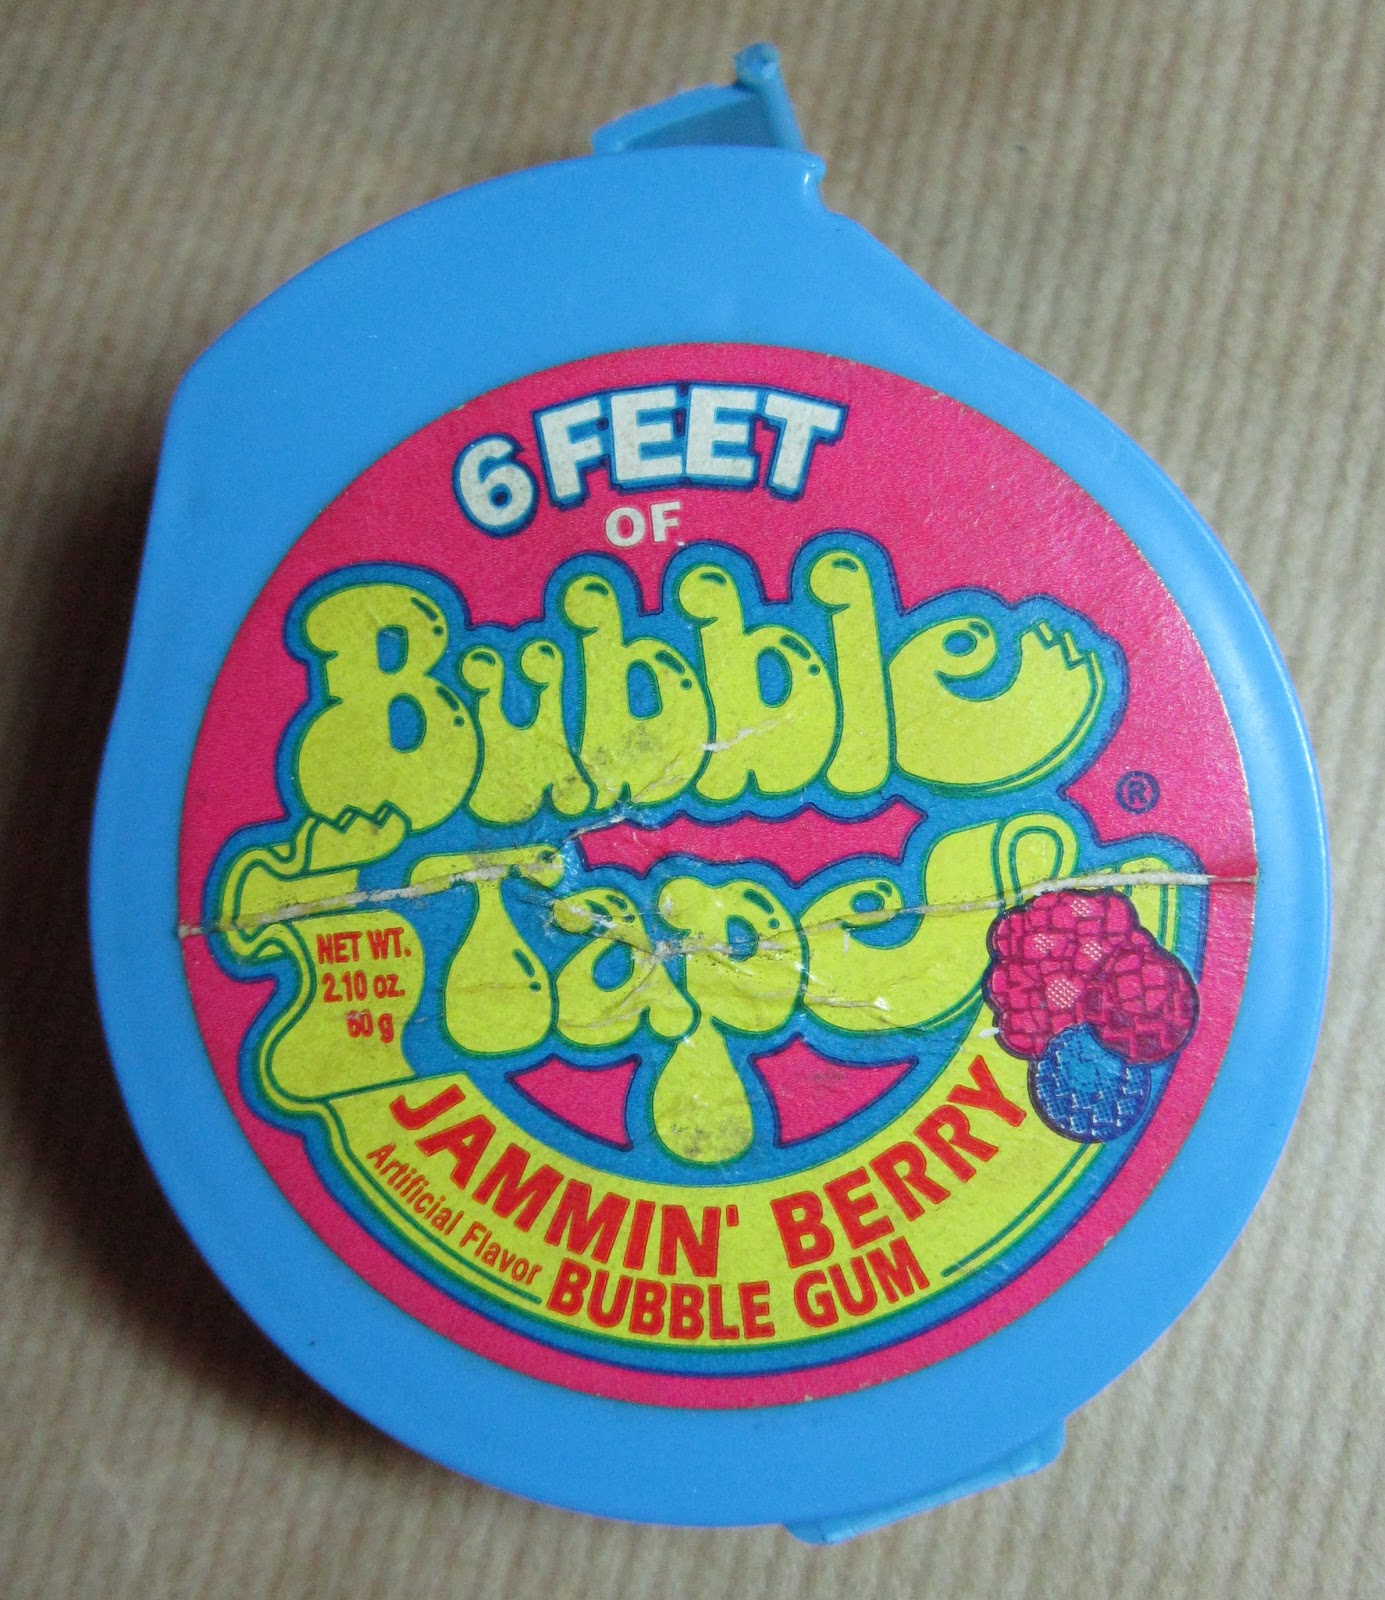 6 FEET
OF
Bubble
Tape
®
NET WT.
2.10 oz.
60 g
JAMMIN' BERRY
Artificial Flavor
BUBBLE GUM